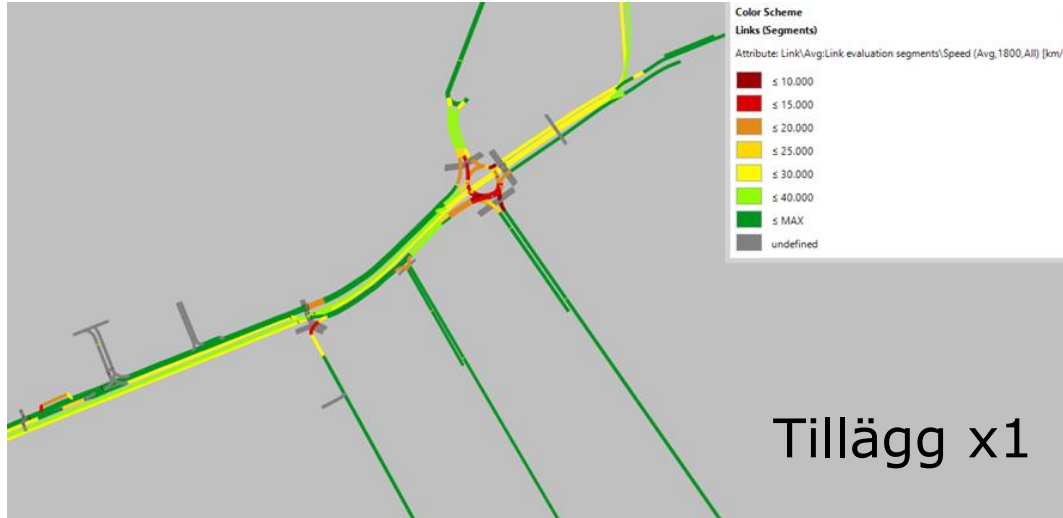 Color Scheme
Links (Segments)
Attribute: Link\Avg:Link evaluation segments\Speed (Avg,1800,All) [km/
≤ 10.000
≤ 15.000
≤ 20.000
≤ 25.000
≤ 30.000
≤ 40.000
≤ MAX
undefined
Tillägg x1